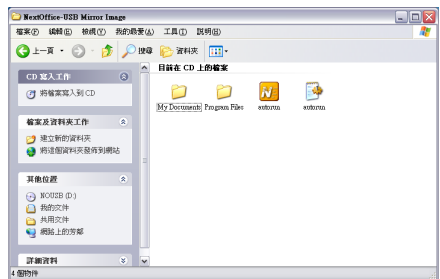 NextOffice-USB Mirror Image
檔案(F) 編輯(E) 檢視(V) 我的最愛(A) 工具(T) 說明(H)
上一頁 搜尋 資料夾
CD 寫入工作
將檔案寫入到 CD
檔案及資料夾工作
建立新的資料夾
將這個資料夾發佈到網站
其他位置
NOUSB (D:)
我的文件
共用文件
網路上的芳鄰
詳細資料
目前在 CD 上的檔案
My Documents Program Files autorun autorun
4 個物件